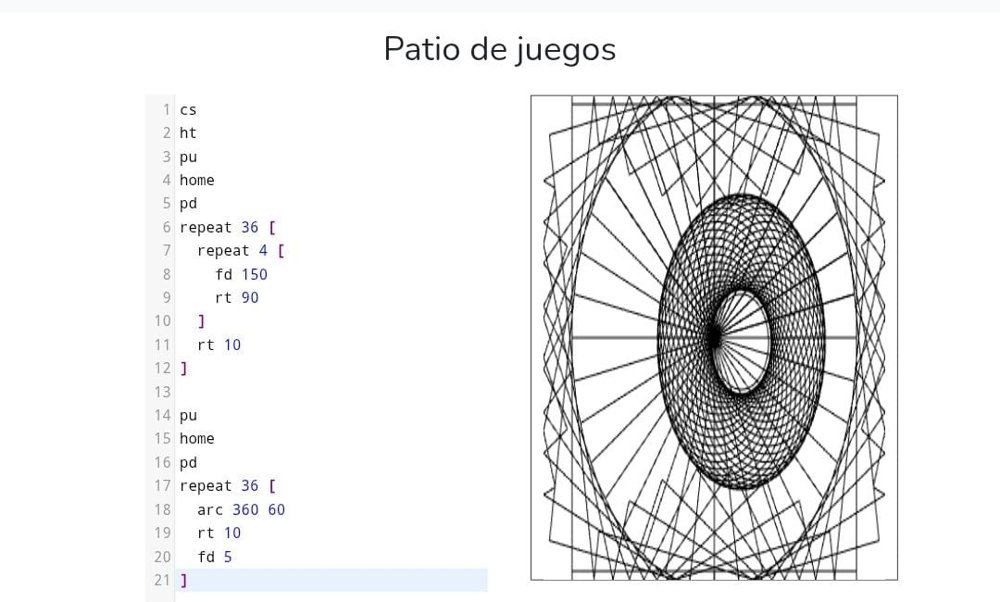 Patio de juegos
1 cs
2 ht
3 pu
4 home
5 pd
6 repeat 36 [
7 repeat 4 [
8 fd 150
9 rt 90
10 ]
11 rt 10
12 ]
13
14 pu
15 home
16 pd
17 repeat 36 [
18 arc 360 60
19 rt 10
20 fd 5
21 ]